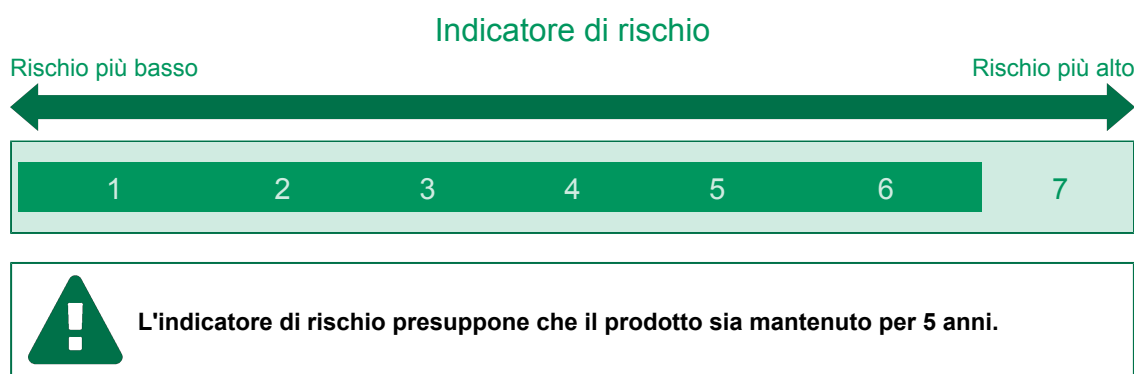 Indicatore di rischio
Rischio più basso Rischio più alto
1 2 3 4 5 6 7
L'indicatore di rischio presuppone che il prodotto sia mantenuto per 5 anni.